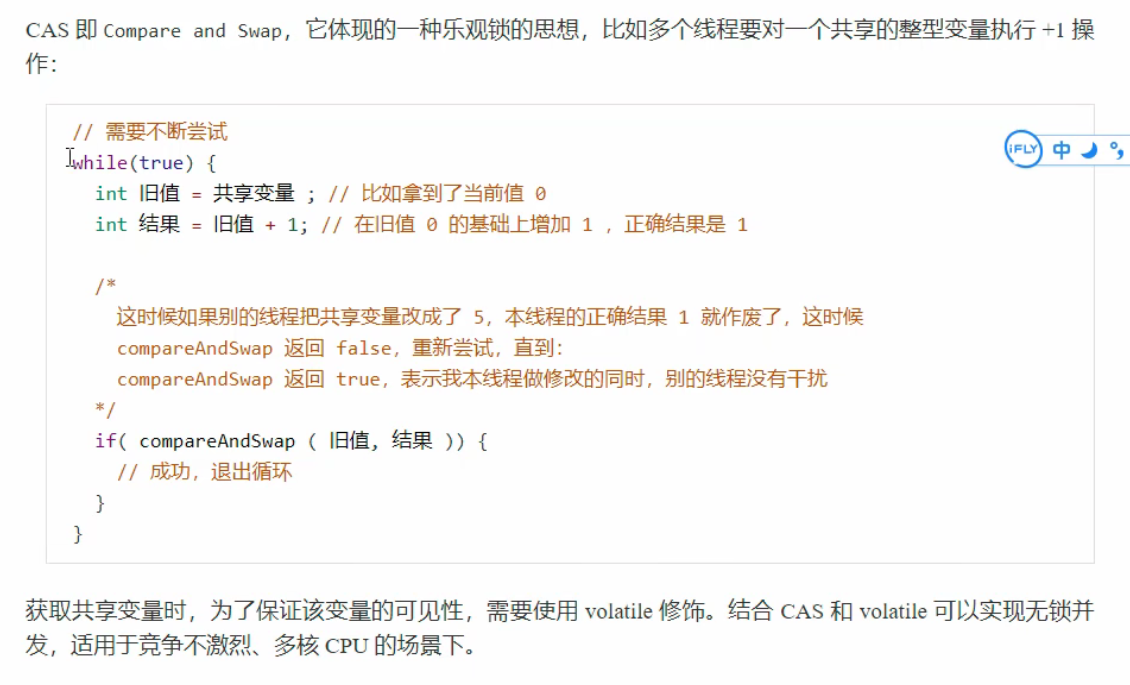 CAS 即 Compare and Swap，它体现的一种乐观锁的思想，比如多个线程要对一个共享的整型变量执行 +1 操
作：
// 需要不断尝试
while(true) {
int 旧值 = 共享变量 ; // 比如拿到了当前值 0
int 结果 = 旧值 + 1; // 在旧值 0 的基础上增加 1 ，正确结果是 1
/*
这时候如果别的线程把共享变量改成了 5，本线程的正确结果 1 就作废了，这时候
compareAndSwap 返回 false，重新尝试，直到：
compareAndSwap 返回 true，表示我本线程做修改的同时，别的线程没有干扰
*/
if( compareAndSwap ( 旧值, 结果 )) {
// 成功，退出循环
}
}
iFLY 中
获取共享变量时，为了保证该变量的可见性，需要使用 volatile 修饰。结合 CAS 和 volatile 可以实现无锁并
发，适用于竞争不激烈、多核 CPU 的场景下。